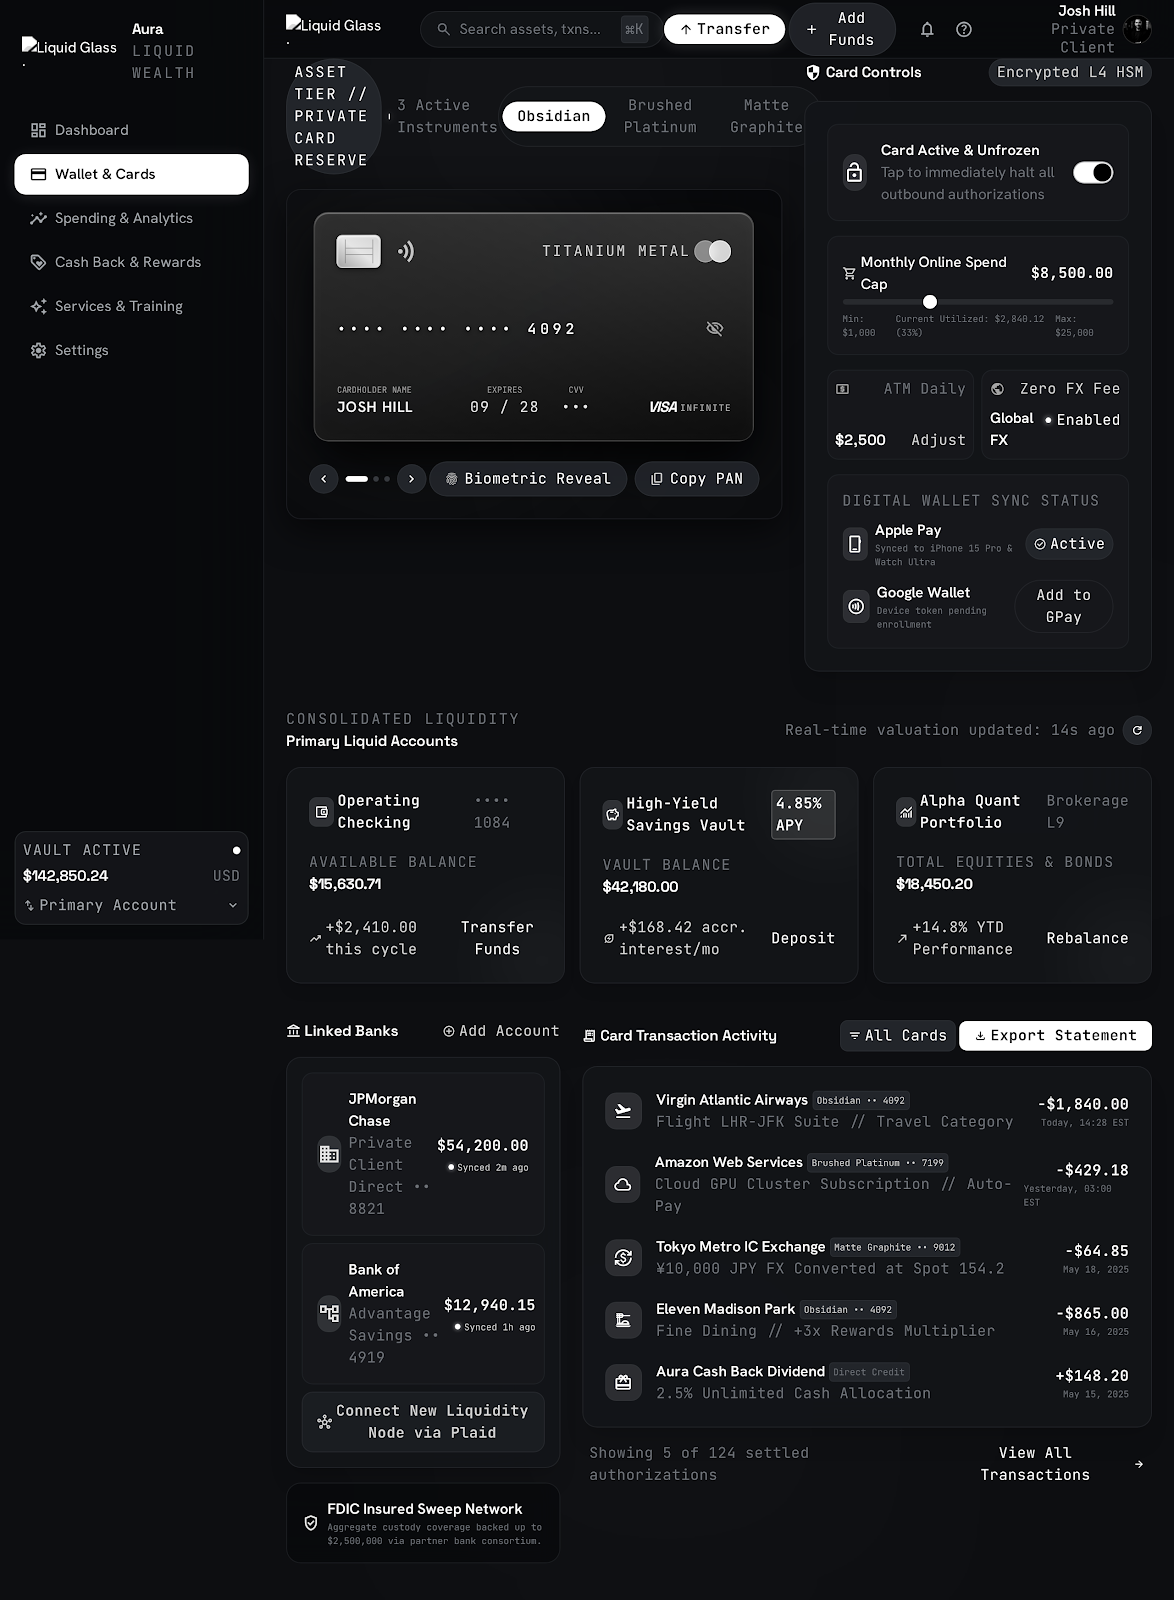 Liquid Glass
Aura
LIQUID
WEALTH
Dashboard
Wallet & Cards
Spending & Analytics
Cash Back & Rewards
Services & Training
Settings
VAULT ACTIVE
$142,850.24 USD
Primary Account
Liquid Glass
Search assets, txns... ⌘K
Transfer
Add
Funds
Josh Hill
Private
Client
ASSET
TIER //
PRIVATE
CARD
RESERVE
3 Active
Instruments
Obsidian
Brushed
Platinum
Matte
Graphite
TITANIUM METAL
•••• •••• •••• 4092
CARDHOLDER NAME EXPIRES CVV
JOSH HILL 09 / 28 ••• VISA INFINITE
Biometric Reveal
Copy PAN
Card Controls
Encrypted L4 HSM
Card Active & Unfrozen
Tap to immediately halt all
outbound authorizations
Monthly Online Spend
Cap
$8,500.00
Min:
$1,000
Current Utilized: $2,840.12
(33%)
Max:
$25,000
ATM Daily
$2,500 Adjust
Zero FX Fee
Global
FX
Enabled
DIGITAL WALLET SYNC STATUS
Apple Pay
Synced to iPhone 15 Pro &
Watch Ultra
Active
Google Wallet
Device token pending
enrollment
Add to
GPay
CONSOLIDATED LIQUIDITY
Primary Liquid Accounts
Real-time valuation updated: 14s ago
Operating
Checking
••••
1084
AVAILABLE BALANCE
$15,630.71
+$2,410.00
this cycle
Transfer
Funds
High-Yield
Savings Vault
4.85%
APY
VAULT BALANCE
$42,180.00
+$168.42 accr.
interest/mo
Deposit
Alpha Quant
Portfolio
Brokerage
L9
TOTAL EQUITIES & BONDS
$18,450.20
+14.8% YTD
Performance
Rebalance
Linked Banks
Add Account
JPMorgan
Chase
Private
Client
Direct ••
8821
$54,200.00
Synced 2m ago
Bank of
America
Advantage
Savings ••
4919
$12,940.15
Synced 1h ago
Connect New Liquidity
Node via Plaid
FDIC Insured Sweep Network
Aggregate custody coverage backed up to
$2,500,000 via partner bank consortium.
Card Transaction Activity
All Cards
Export Statement
Virgin Atlantic Airways Obsidian •• 4092
Flight LHR-JFK Suite // Travel Category
-$1,840.00
Today, 14:28 EST
Amazon Web Services Brushed Platinum •• 7199
Cloud GPU Cluster Subscription // Auto-
Pay
-$429.18
Yesterday, 03:00
EST
Tokyo Metro IC Exchange Matte Graphite •• 9012
¥10,000 JPY FX Converted at Spot 154.2
-$64.85
May 18, 2025
Eleven Madison Park Obsidian •• 4092
Fine Dining // +3x Rewards Multiplier
-$865.00
May 16, 2025
Aura Cash Back Dividend Direct Credit
2.5% Unlimited Cash Allocation
+$148.20
May 15, 2025
Showing 5 of 124 settled
authorizations
View All
Transactions